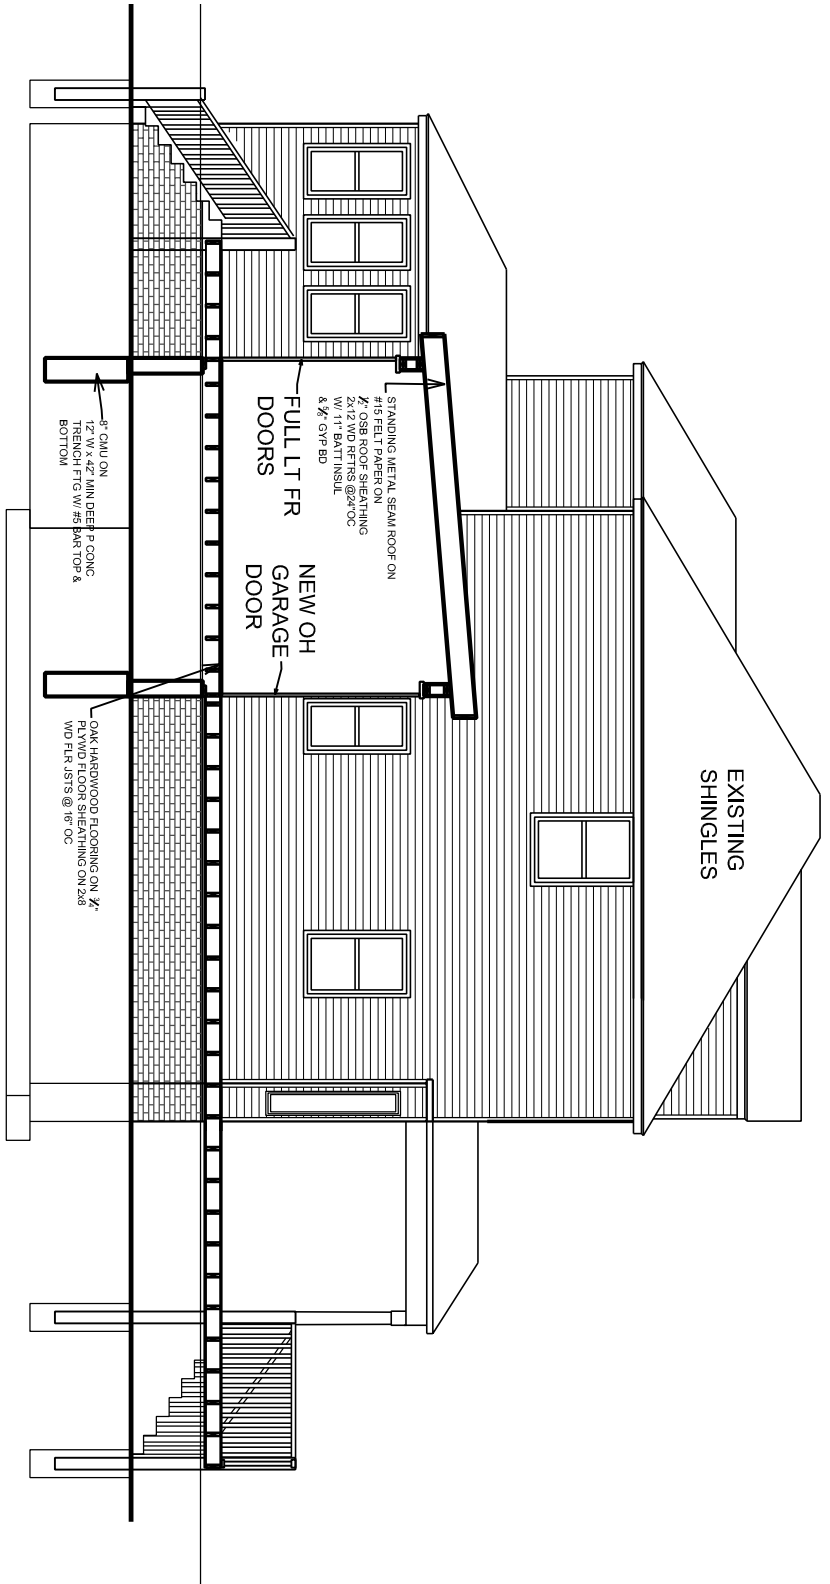 EXISTING
SHINGLES
STANDING METAL SEAM ROOF ON
#15 FELT PAPER ON
½" OSB ROOF SHEATHING
2x12 WD RFTRS @24"OC
W/ 11" BATT INSUL
& ⅝" GYP BD
FULL LT FR
DOORS
NEW OH
GARAGE
DOOR
8" CMU ON
12" W x 42" MIN DEEP P CONC
TRENCH FTG W/ #5 BAR TOP &
BOTTOM
OAK HARDWOOD FLOORING ON ¾"
PLYWD FLOOR SHEATHING ON 2x8
WD FLR JSTS @ 16" OC